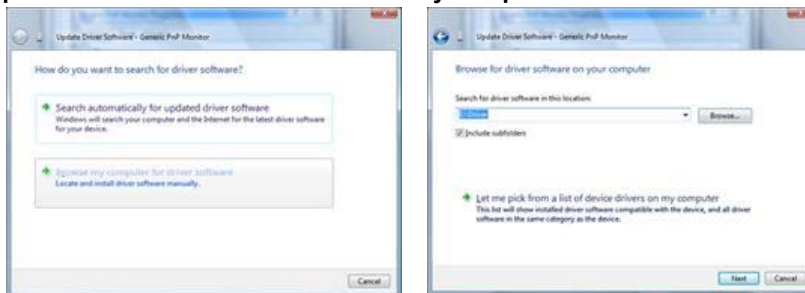 Update Driver Software - Generic PnP Monitor
How do you want to search for driver software?
Search automatically for updated driver software
Windows will search your computer and the Internet for the latest driver software
for your device.
Browse my computer for driver software
Locate and install driver software manually.
Cancel
Update Driver Software - Generic PnP Monitor
Browse for driver software on your computer
Search for driver software in this location:
Browse...
Include subfolders
Let me pick from a list of device drivers on my computer
This list will show installed driver software compatible with the device, and all driver
software in the same category as the device.
Next
Cancel